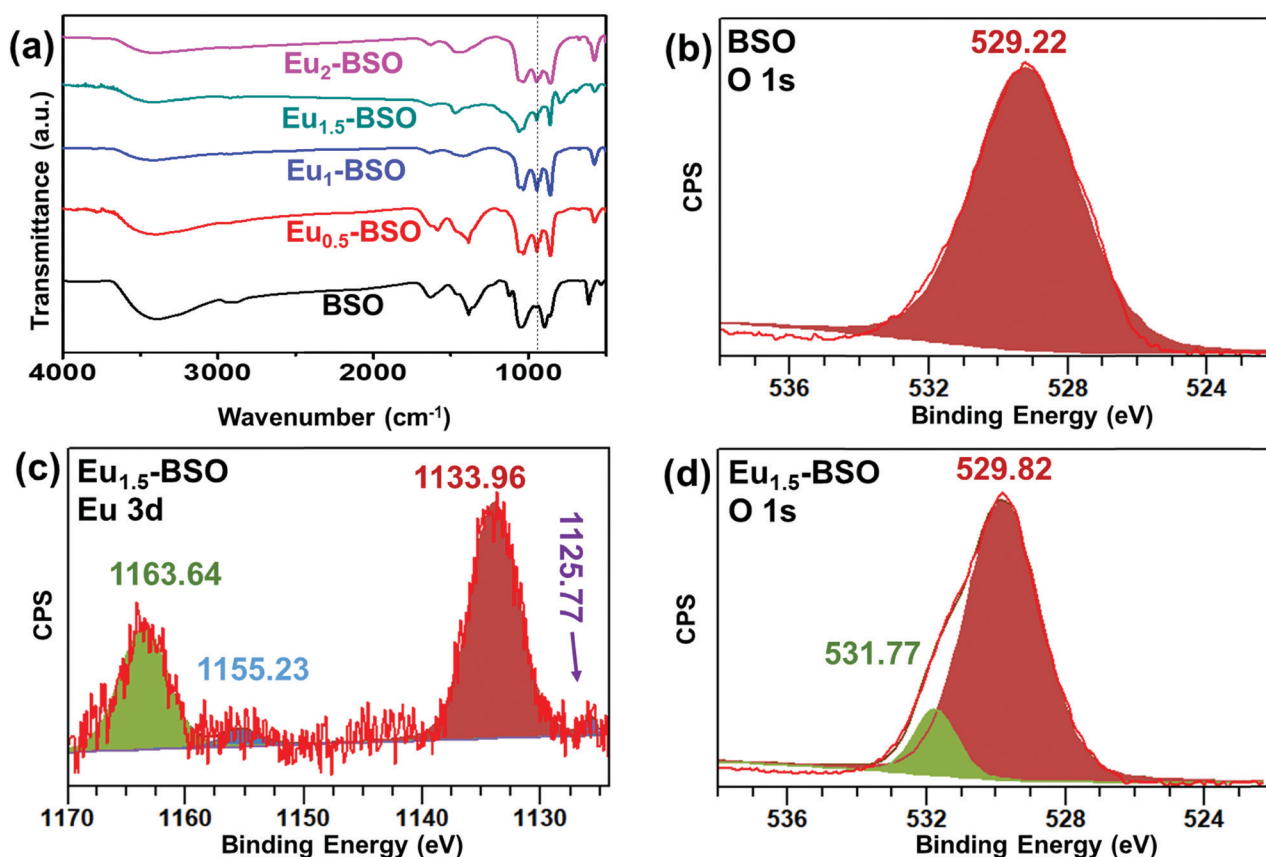 (a)
Eu₂-BSO
Eu₁.₅-BSO
Eu₁-BSO
Eu₀.₅-BSO
BSO
Transmittance (a.u.)
4000 3000 2000 1000
Wavenumber (cm⁻¹)
(b) BSO
O 1s
529.22
CPS
536 532 528 524
Binding Energy (eV)
(c) Eu₁.₅-BSO
Eu 3d
1133.96
1125.77
1163.64
1155.23
CPS
1170 1160 1150 1140 1130
Binding Energy (eV)
(d) Eu₁.₅-BSO
O 1s
529.82
531.77
CPS
536 532 528 524
Binding Energy (eV)